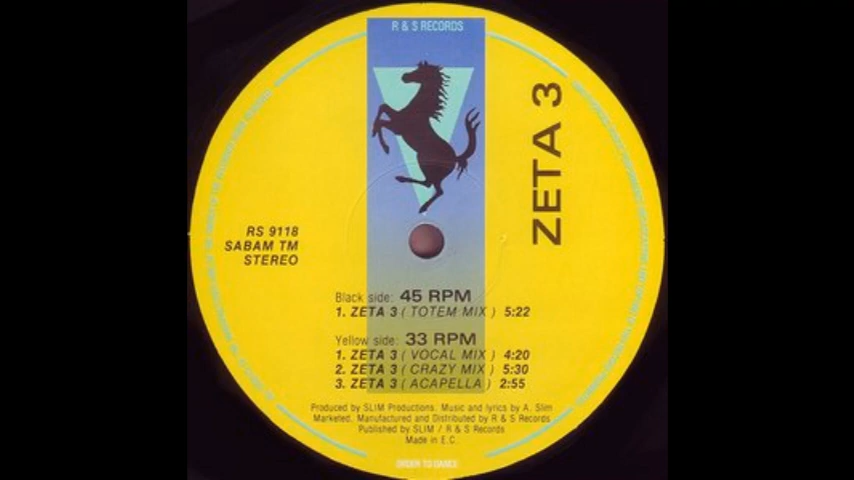 R & S RECORDS
ZETA 3
RS 9118
SABAM TM
STEREO
Black side: 45 RPM
1. ZETA 3 ( TOTEM MIX ) 5:22
Yellow side: 33 RPM
1. ZETA 3 ( VOCAL MIX ) 4:20
2. ZETA 3 ( CRAZY MIX ) 5:30
3. ZETA 3 ( ACAPELLA ) 2:55
Produced by SLIM Productions. Music and lyrics by A. Slim
Marketed, Manufactured and Distributed by R & S Records
Published by SLIM / R & S Records
Made in E.C.
ORDER TO DANCE